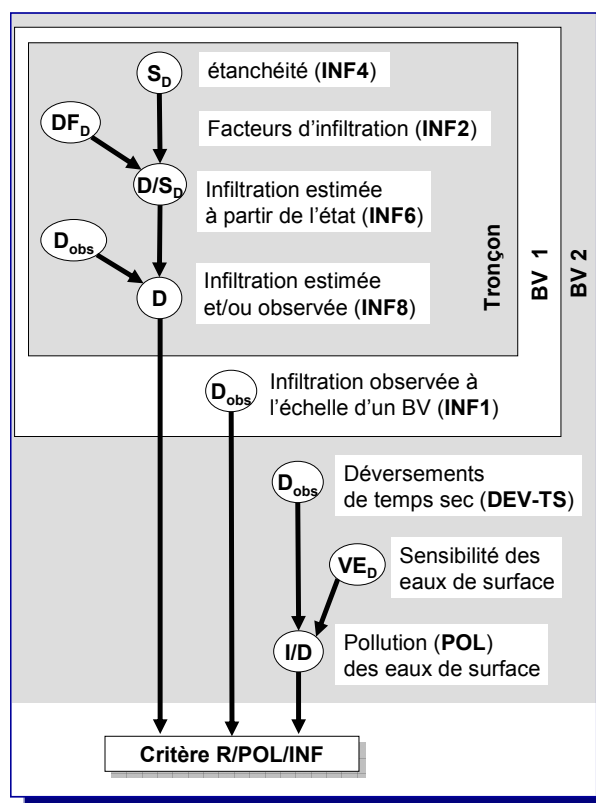 S_D
étanchéité (INF4)
DF_D
Facteurs d'infiltration (INF2)
D/S_D
Infiltration estimée
à partir de l'état (INF6)
D_obs
D
Infiltration estimée
et/ou observée (INF8)
Tronçon
BV 1
BV 2
D_obs
Infiltration observée à
l'échelle d'un BV (INF1)
D_obs
Déversements
de temps sec (DEV-TS)
VE_D
Sensibilité des
eaux de surface
I/D
Pollution (POL)
des eaux de surface
Critère R/POL/INF